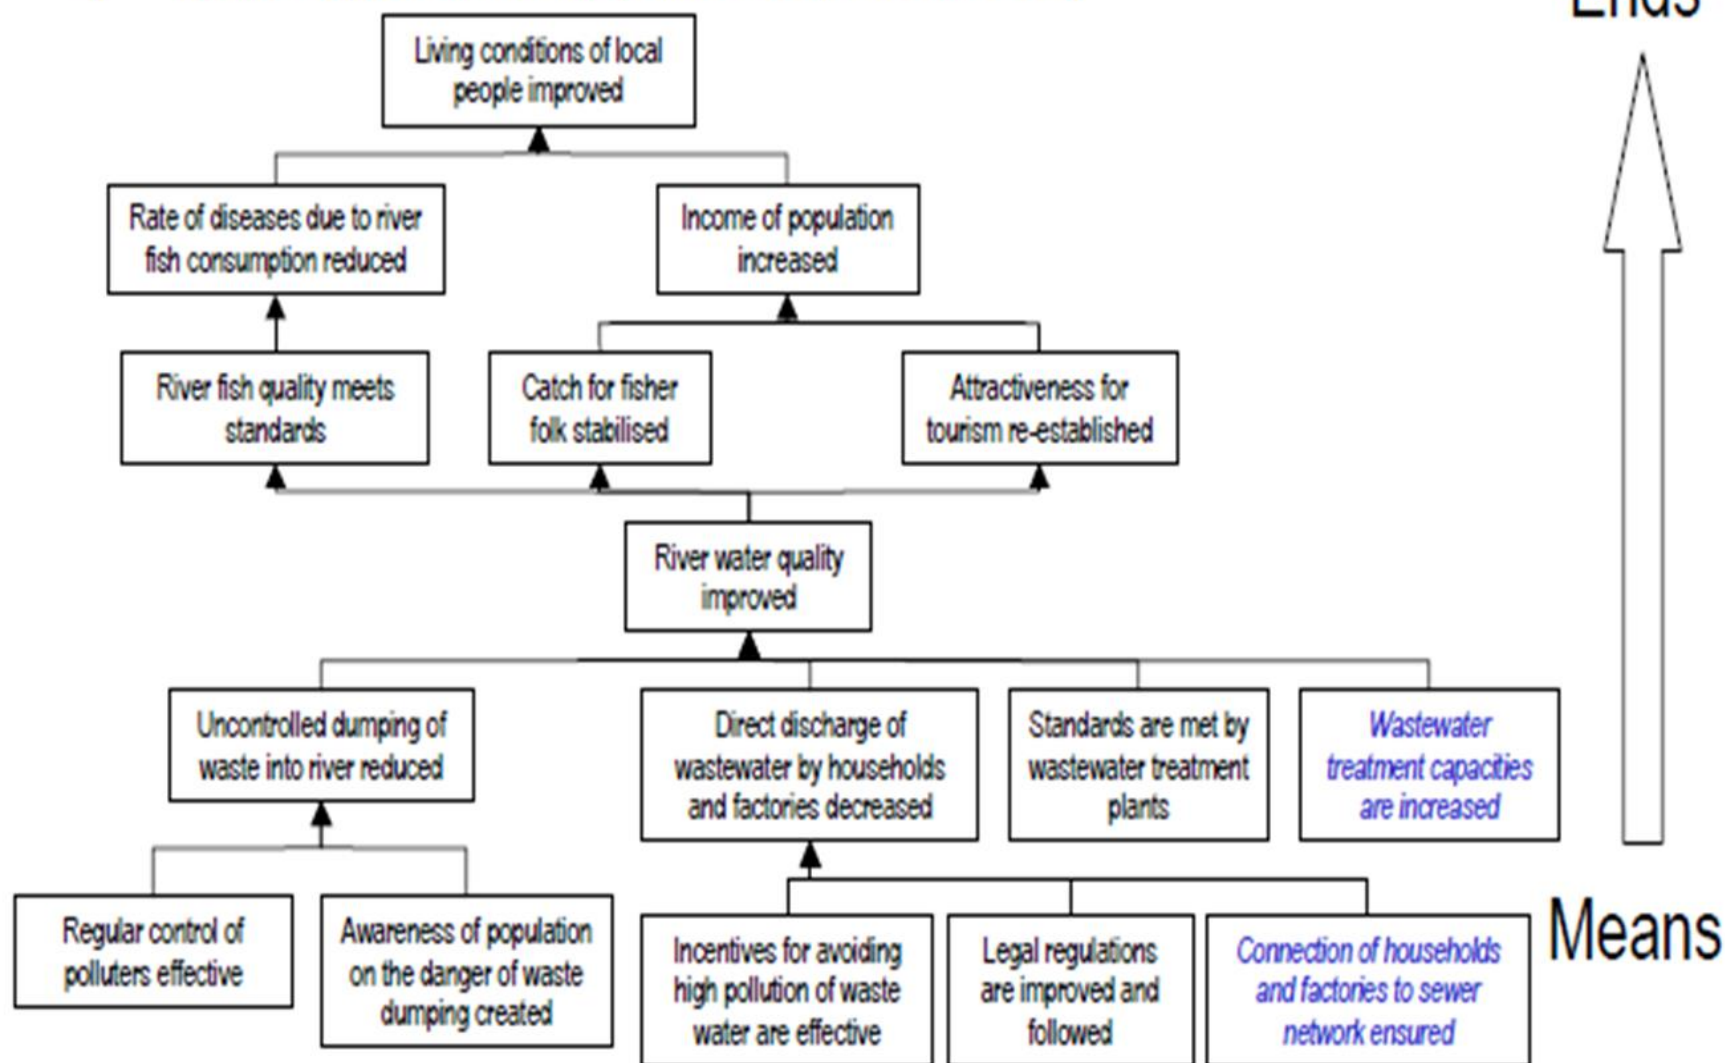 Ends
Living conditions of local
people improved
Rate of diseases due to river
fish consumption reduced
Income of population
increased
River fish quality meets
standards
Catch for fisher
folk stabilised
Attractiveness for
tourism re-established
River water quality
improved
Uncontrolled dumping of
waste into river reduced
Direct discharge of
wastewater by households
and factories decreased
Standards are met by
wastewater treatment
plants
Wastewater
treatment capacities
are increased
Regular control of
polluters effective
Awareness of population
on the danger of waste
dumping created
Incentives for avoiding
high pollution of waste
water are effective
Legal regulations
are improved and
followed
Connection of households
and factories to sewer
network ensured
Means